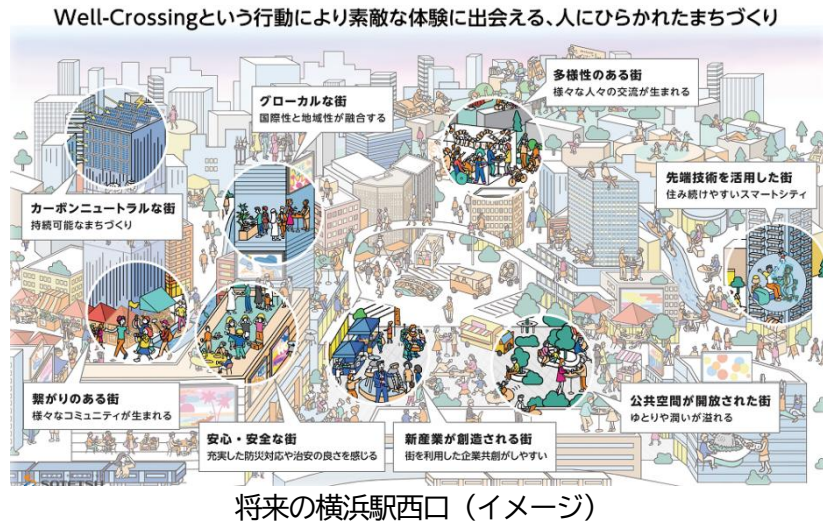 Well-Crossingという行動により素敵な体験に出会える、人にひらかれたまちづくり
グローカルな街
国際性と地域性が融合する
多様性のある街
様々な人々の交流が生まれる
先端技術を活用した街
住み続けやすいスマートシティ
カーボンニュートラルな街
持続可能なまちづくり
繋がりのある街
様々なコミュニティが生まれる
安心・安全な街
充実した防災対応や治安の良さを感じる
新産業が創造される街
街を利用した企業共創がしやすい
公共空間が開放された街
ゆとりや潤いが溢れる
SOTETSU
将来の横浜駅西口（イメージ）